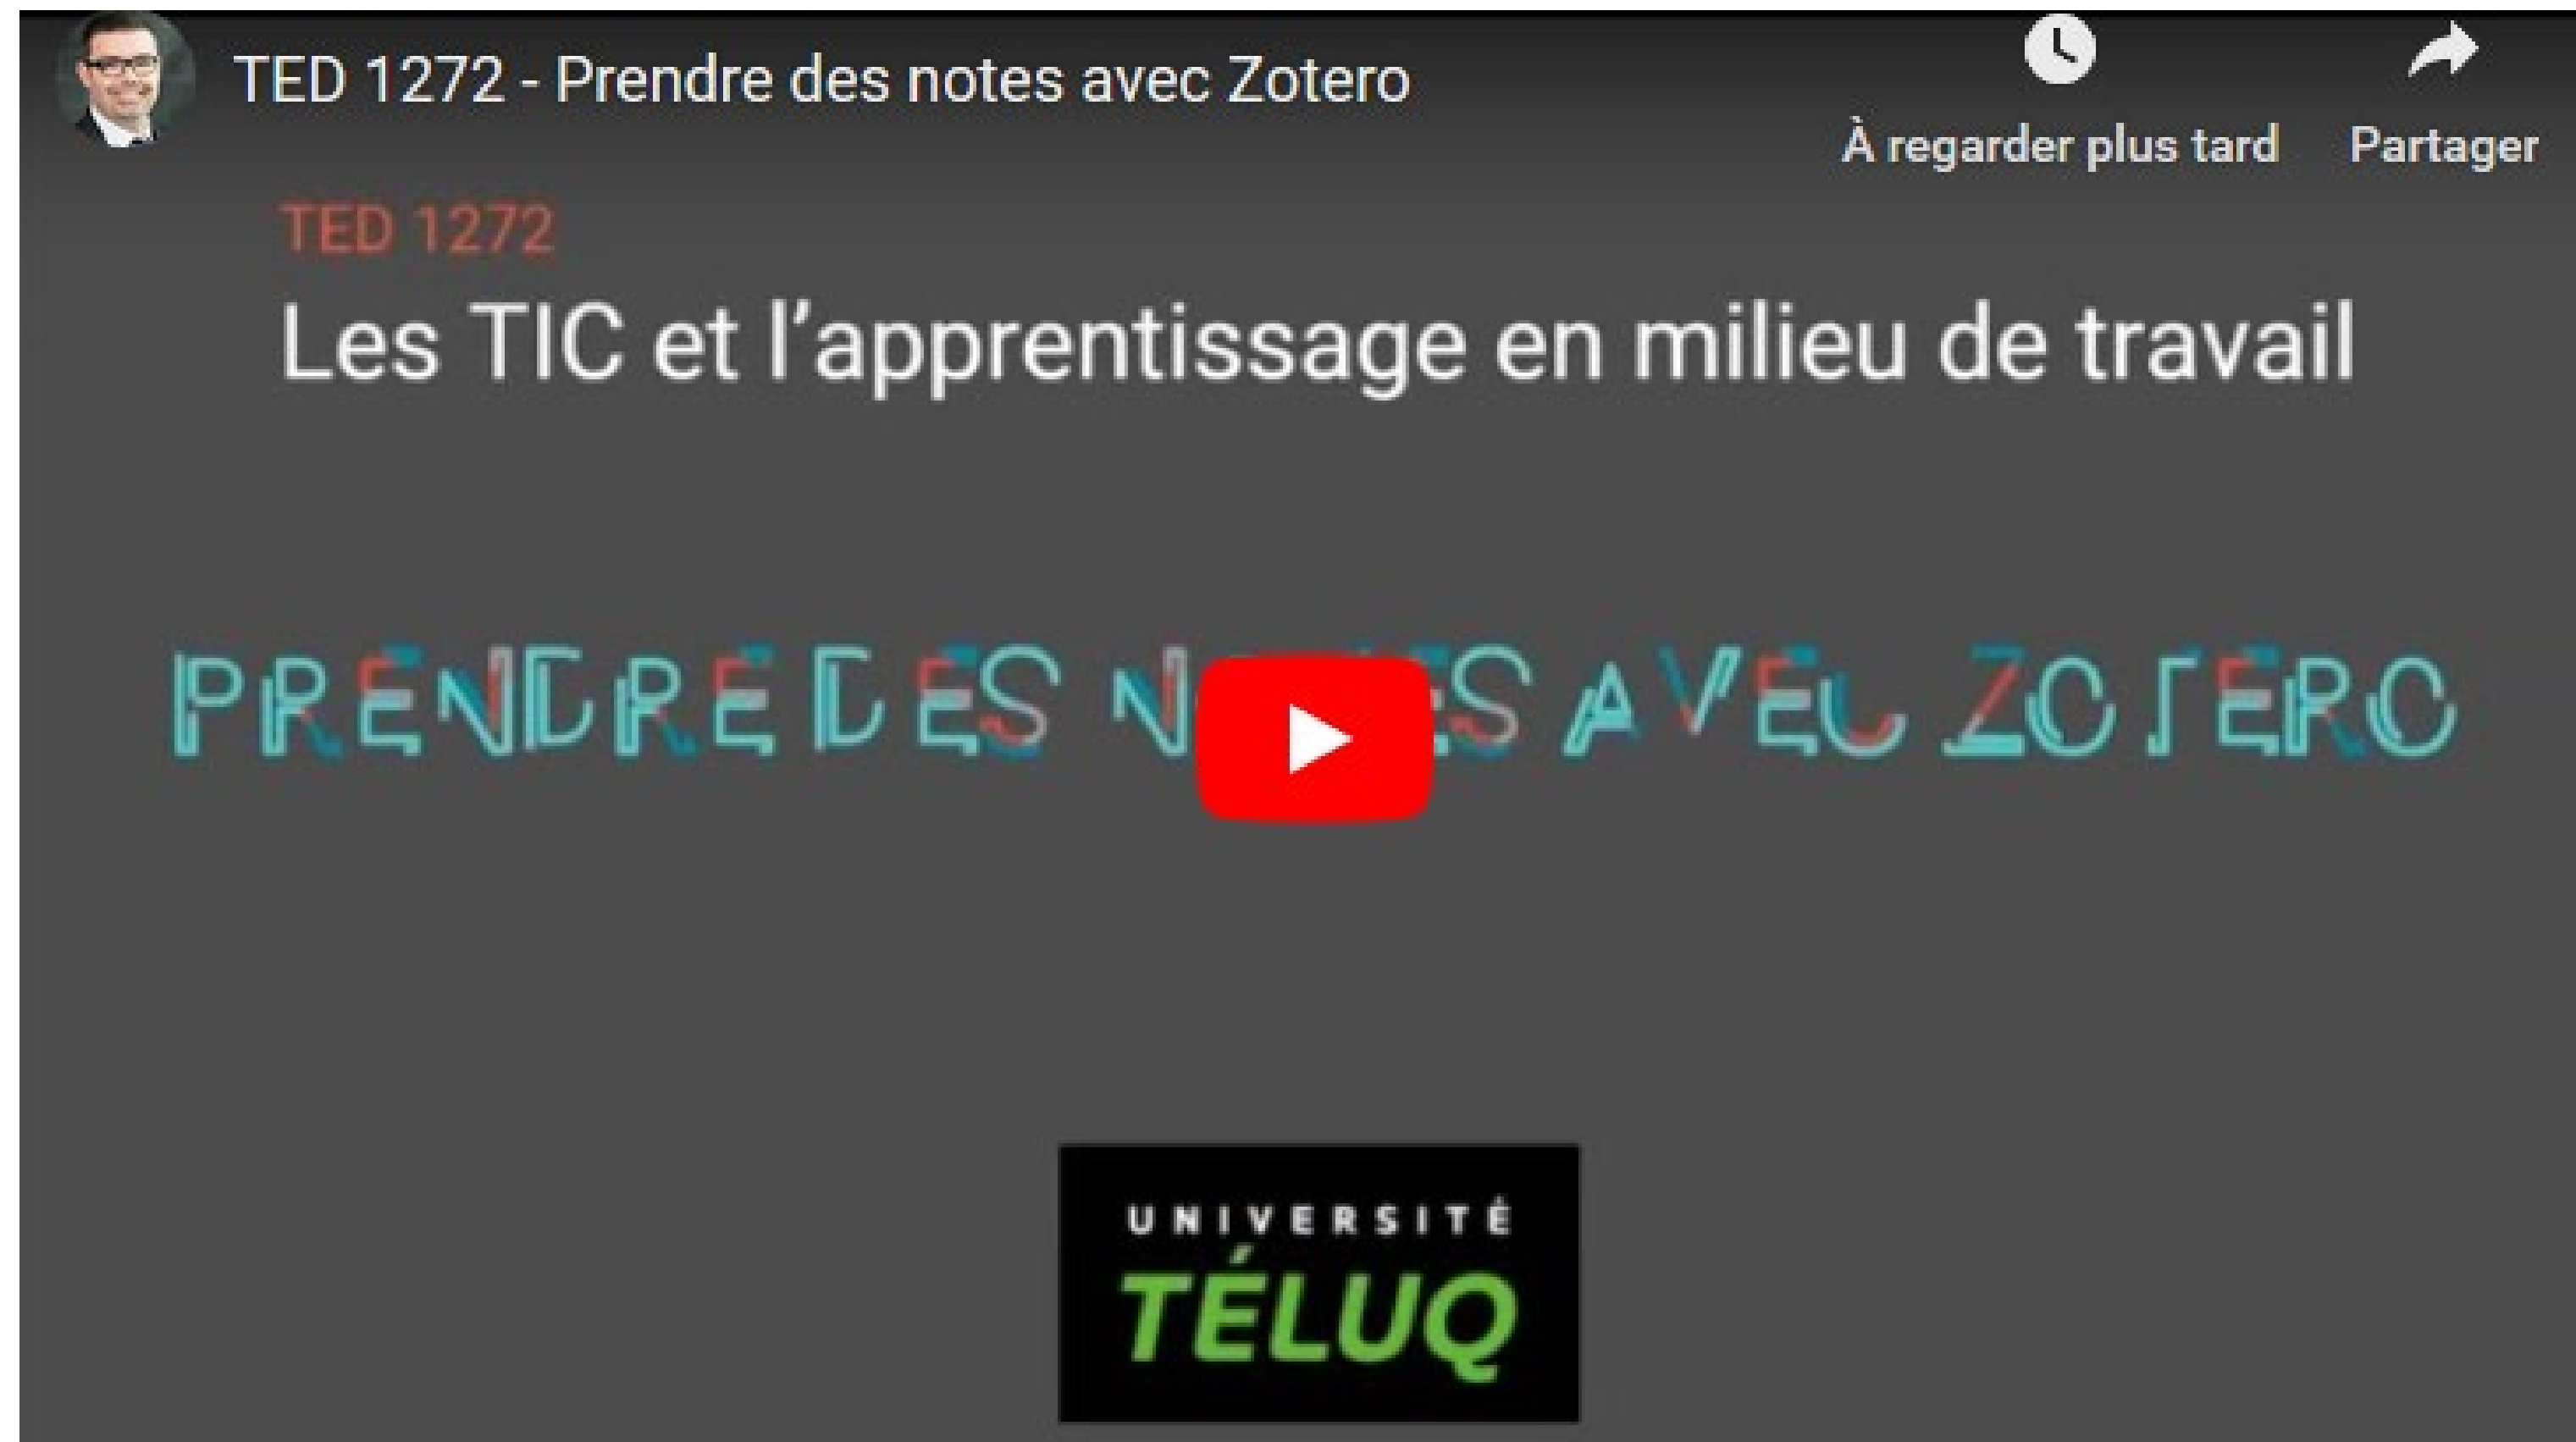 TED 1272 - Prendre des notes avec Zotero
À regarder plus tard
Partager
TED 1272
Les TIC et l’apprentissage en milieu de travail
PRENDRE DES AVEC ZOTERO
UNIVERSITÉ
TÉLUQ